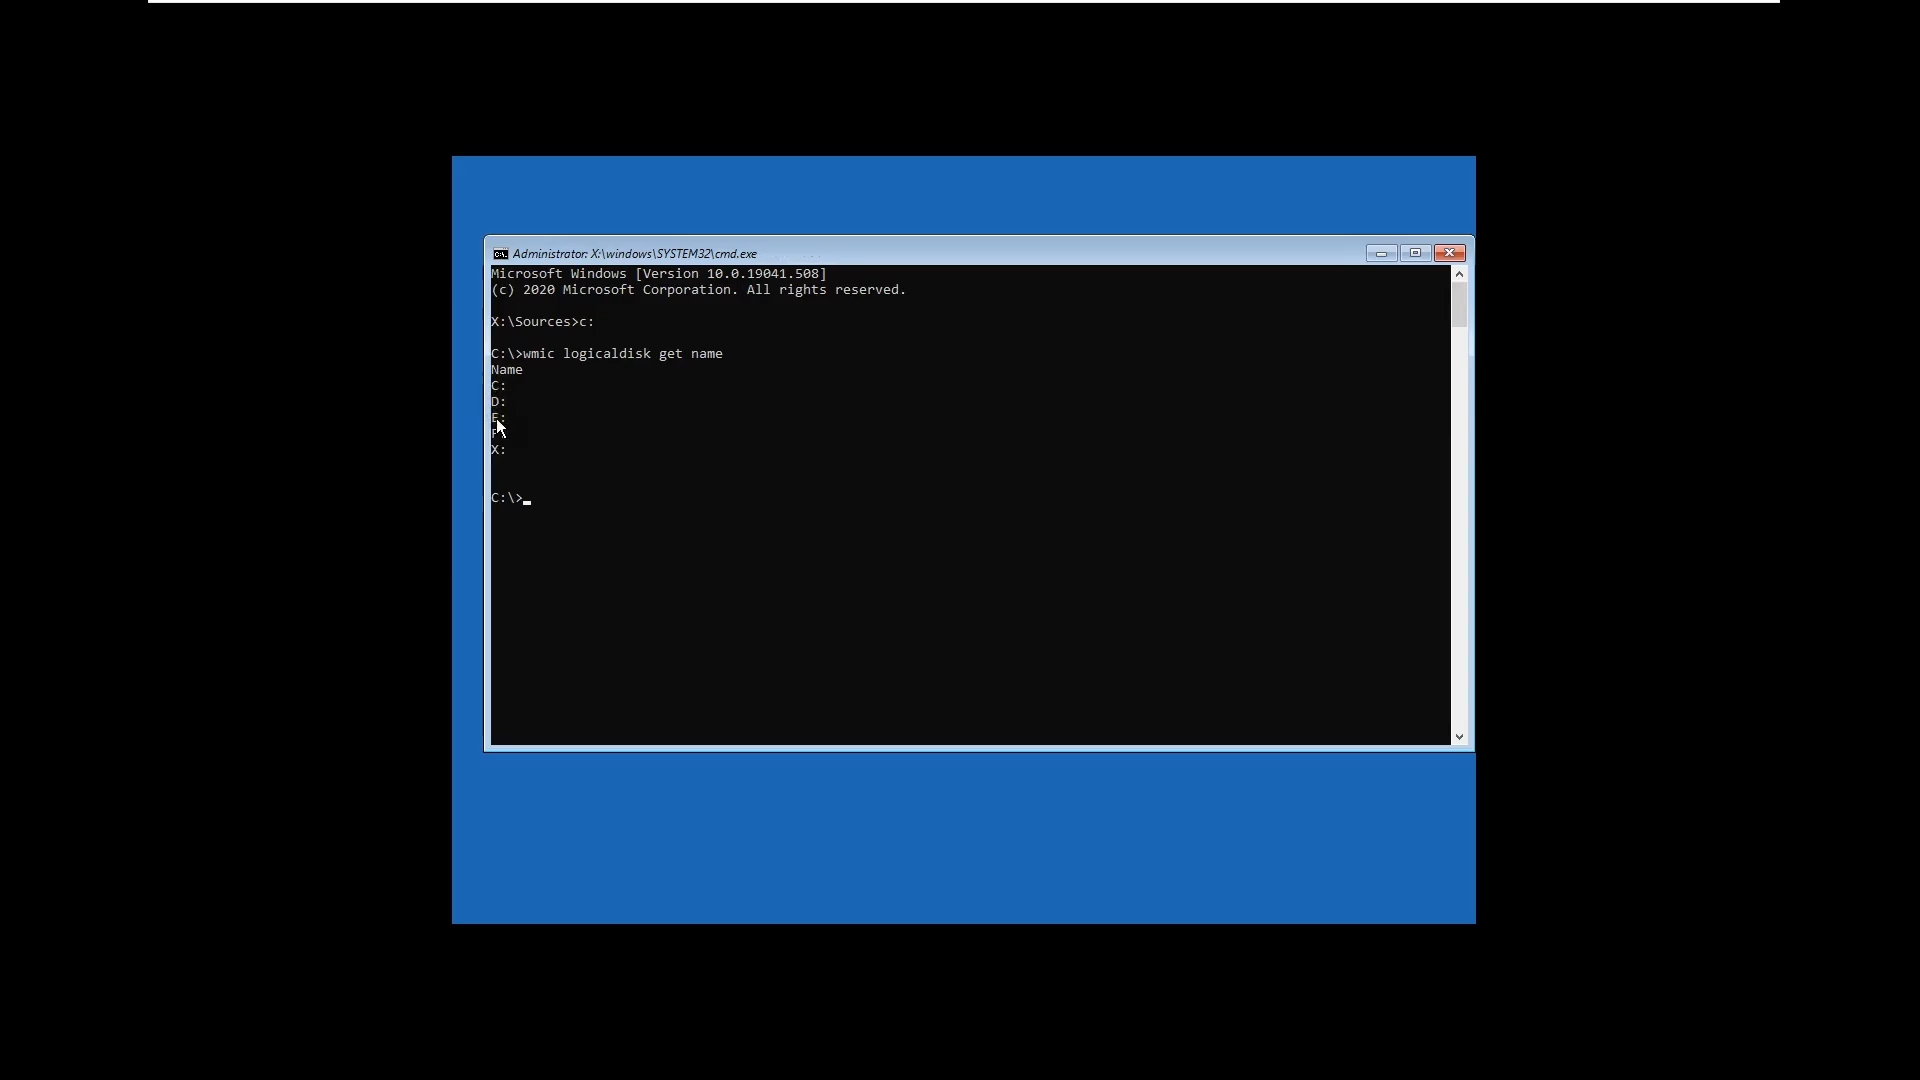 Administrator: X:\windows\SYSTEM32\cmd.exe
Microsoft Windows [Version 10.0.19041.508]
(c) 2020 Microsoft Corporation. All rights reserved.
X:\Sources>c:
C:\>wmic logicaldisk get name
Name
C:
D:
E:
X:
C:\>